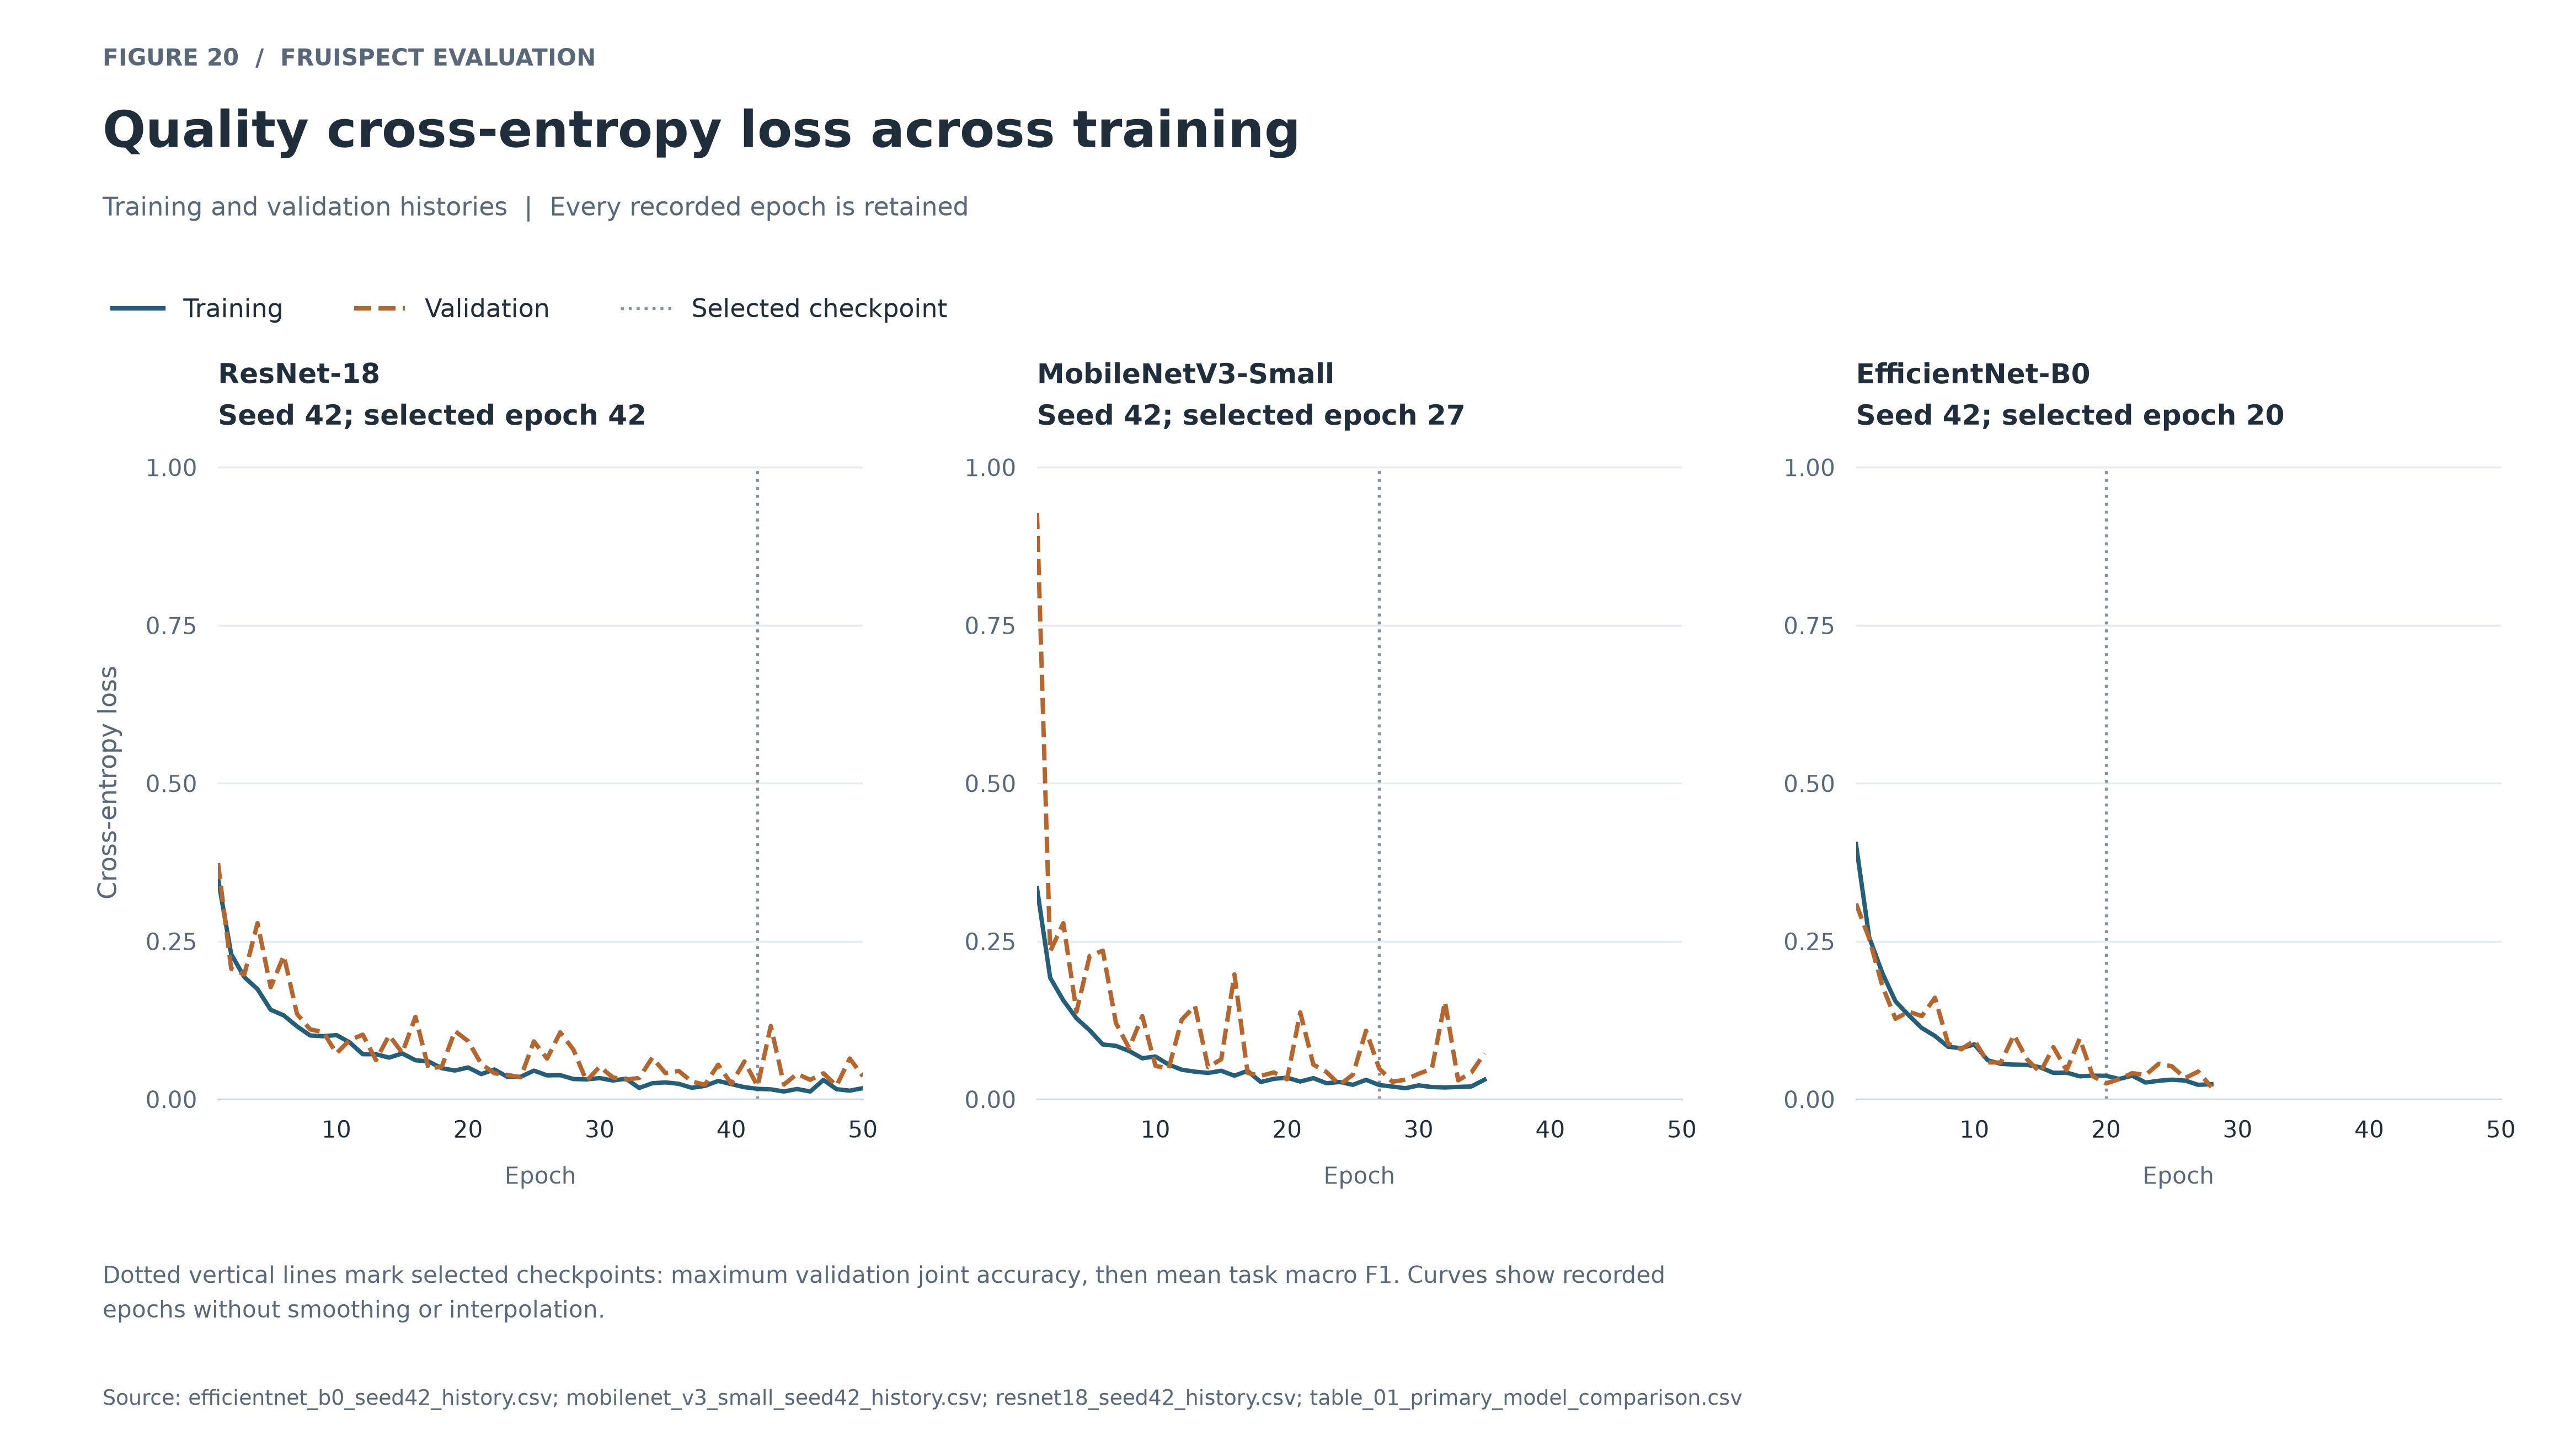 FIGURE 20 / FRUISPECT EVALUATION
Quality cross-entropy loss across training
Training and validation histories | Every recorded epoch is retained
Training Validation Selected checkpoint
ResNet-18
Seed 42; selected epoch 42
1.00
0.75
0.50
0.25
0.00
Cross-entropy loss
10 20 30 40 50
Epoch
MobileNetV3-Small
Seed 42; selected epoch 27
1.00
0.75
0.50
0.25
0.00
10 20 30 40 50
Epoch
EfficientNet-B0
Seed 42; selected epoch 20
1.00
0.75
0.50
0.25
0.00
10 20 30 40 50
Epoch
Dotted vertical lines mark selected checkpoints: maximum validation joint accuracy, then mean task macro F1. Curves show recorded
epochs without smoothing or interpolation.
Source: efficientnet_b0_seed42_history.csv; mobilenet_v3_small_seed42_history.csv; resnet18_seed42_history.csv; table_01_primary_model_comparison.csv